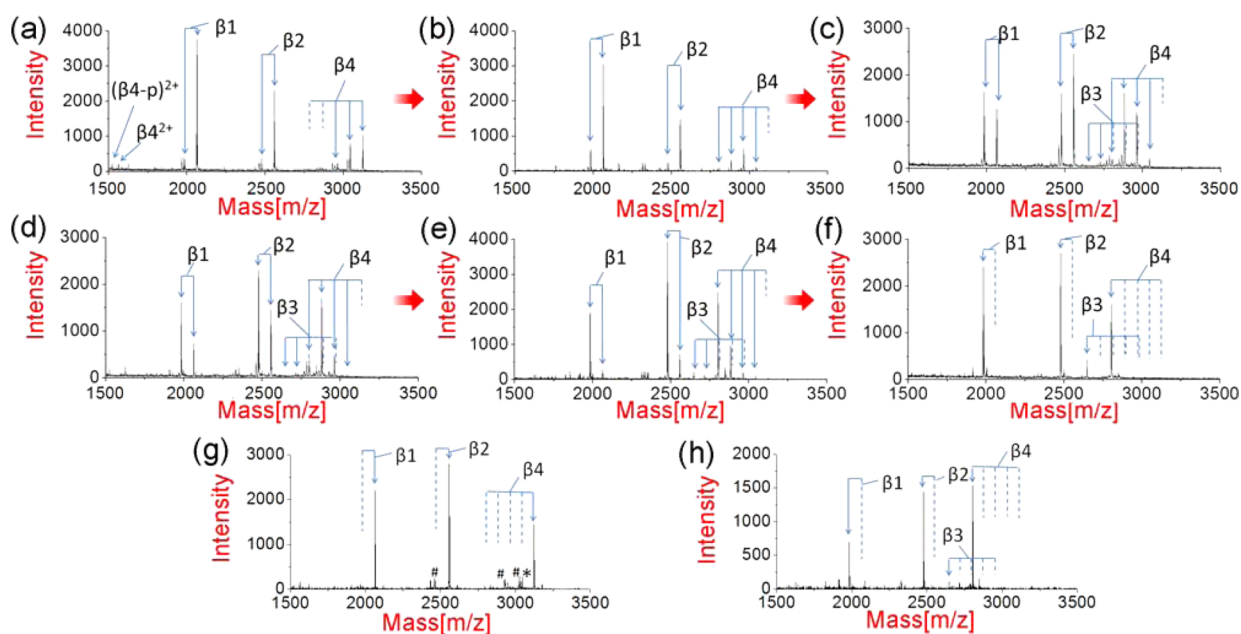 (a) (b) (c)
β1 β2 β4 (β4-p)²⁺ β4²⁺
Intensity 4000 3000 2000 1000 0
1500 2000 2500 3000 3500
Mass[m/z]
β1 β2 β4
Intensity 4000 3000 2000 1000 0
1500 2000 2500 3000 3500
Mass[m/z]
β1 β2 β4 β3
Intensity 3000 2000 1000 0
1500 2000 2500 3000 3500
Mass[m/z]
(d) (e) (f)
β1 β2 β4 β3
Intensity 3000 2000 1000 0
1500 2000 2500 3000 3500
Mass[m/z]
β1 β2 β4 β3
Intensity 4000 3000 2000 1000 0
1500 2000 2500 3000 3500
Mass[m/z]
β1 β2 β4 β3
Intensity 3000 2000 1000 0
1500 2000 2500 3000 3500
Mass[m/z]
(g) (h)
β1 β2 β4
Intensity 3000 2000 1000 0
# # # *
1500 2000 2500 3000 3500
Mass[m/z]
β1 β2 β4 β3
Intensity 2000 1500 1000 500 0
1500 2000 2500 3000 3500
Mass[m/z]